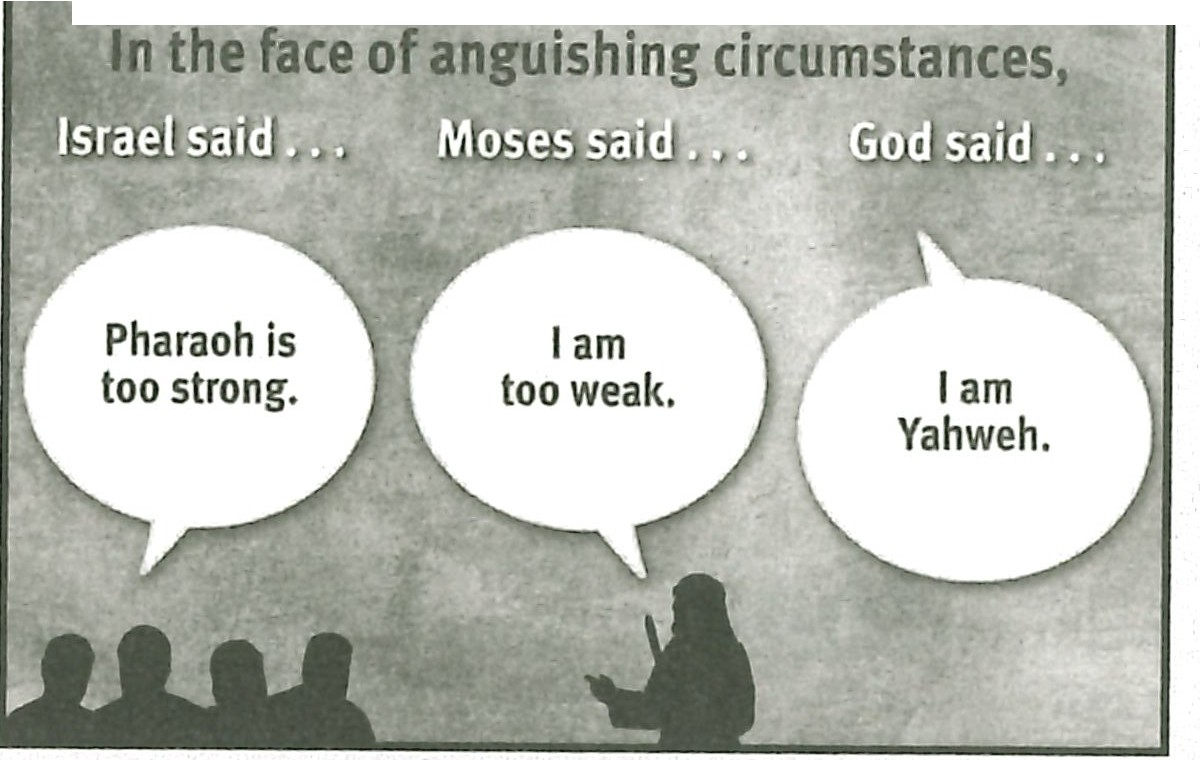 In the face of anguishing circumstances,
Israel said . . .
Moses said . . .
God said . . .
Pharaoh is
too strong.
I am
too weak.
I am
Yahweh.